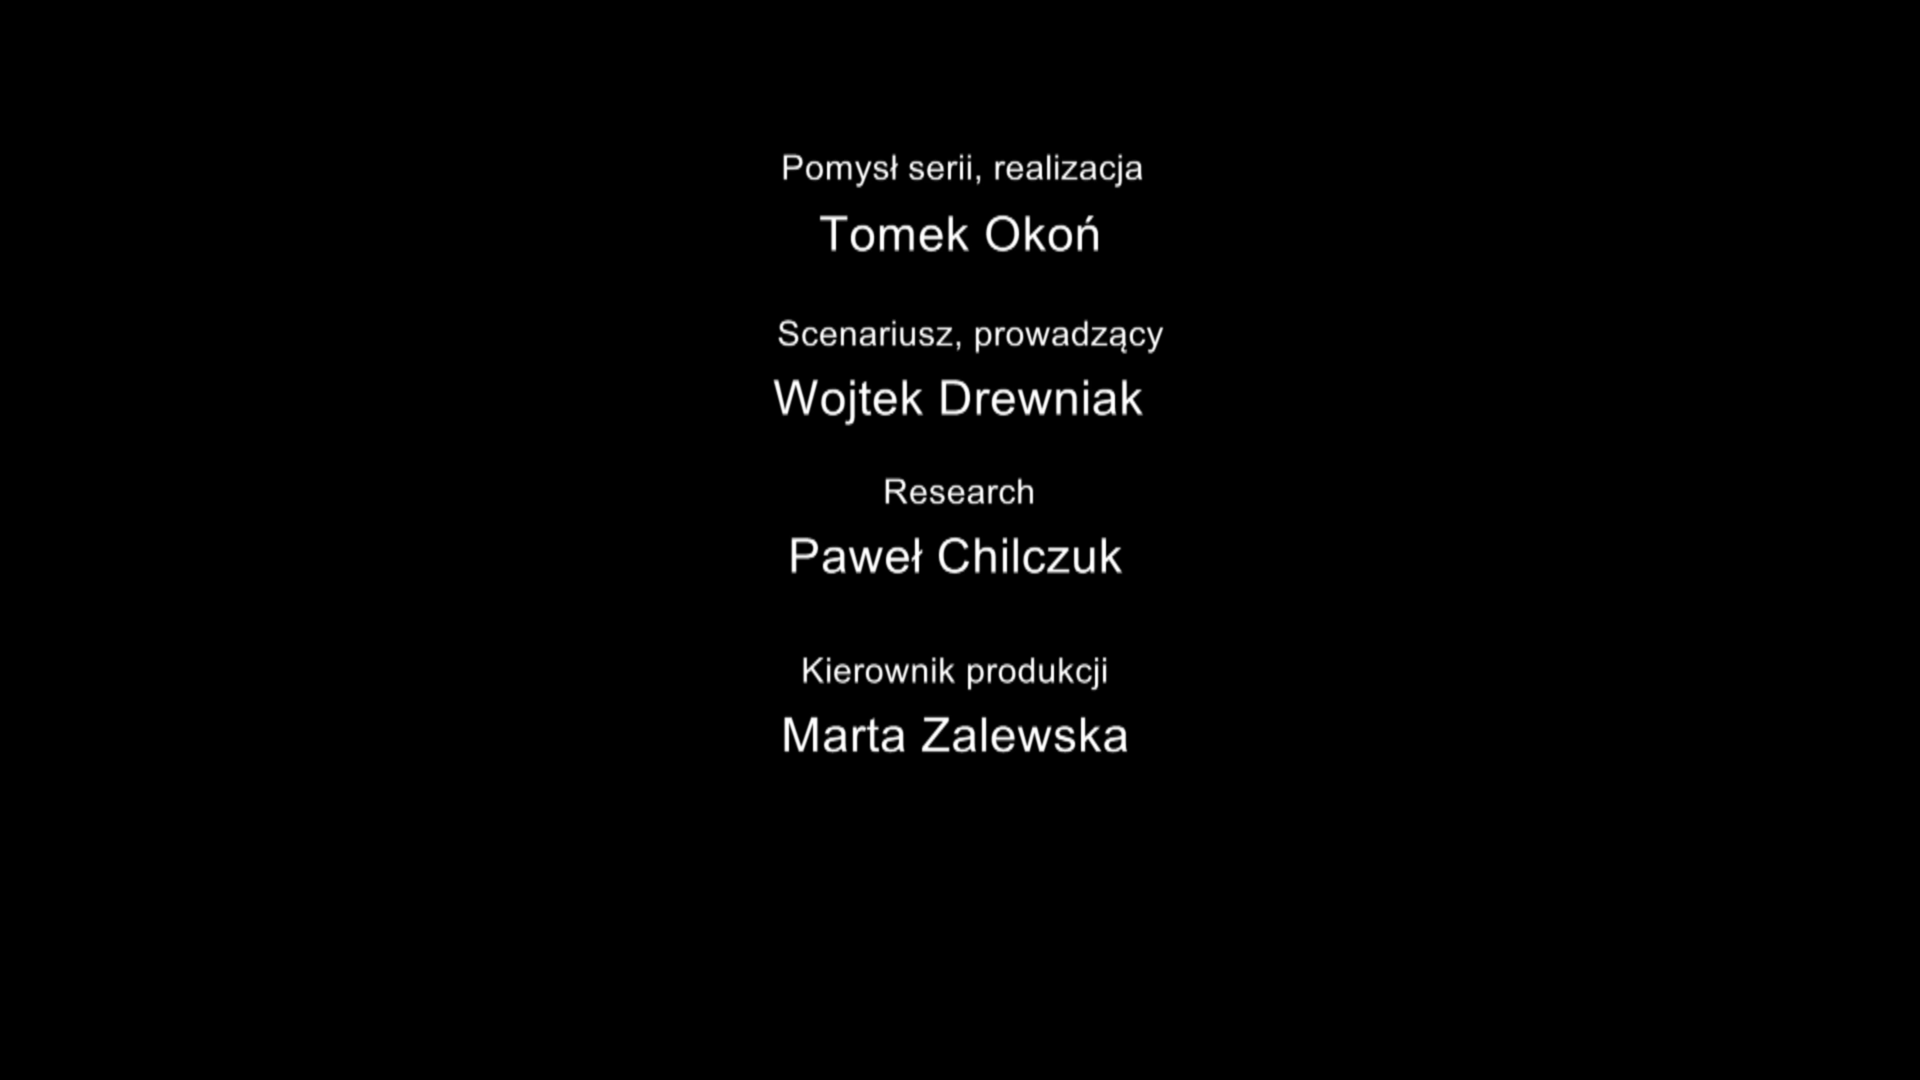 Pomysł serii, realizacja
Tomek Okoń
Scenariusz, prowadzący
Wojtek Drewniak
Research
Paweł Chilczuk
Kierownik produkcji
Marta Zalewska